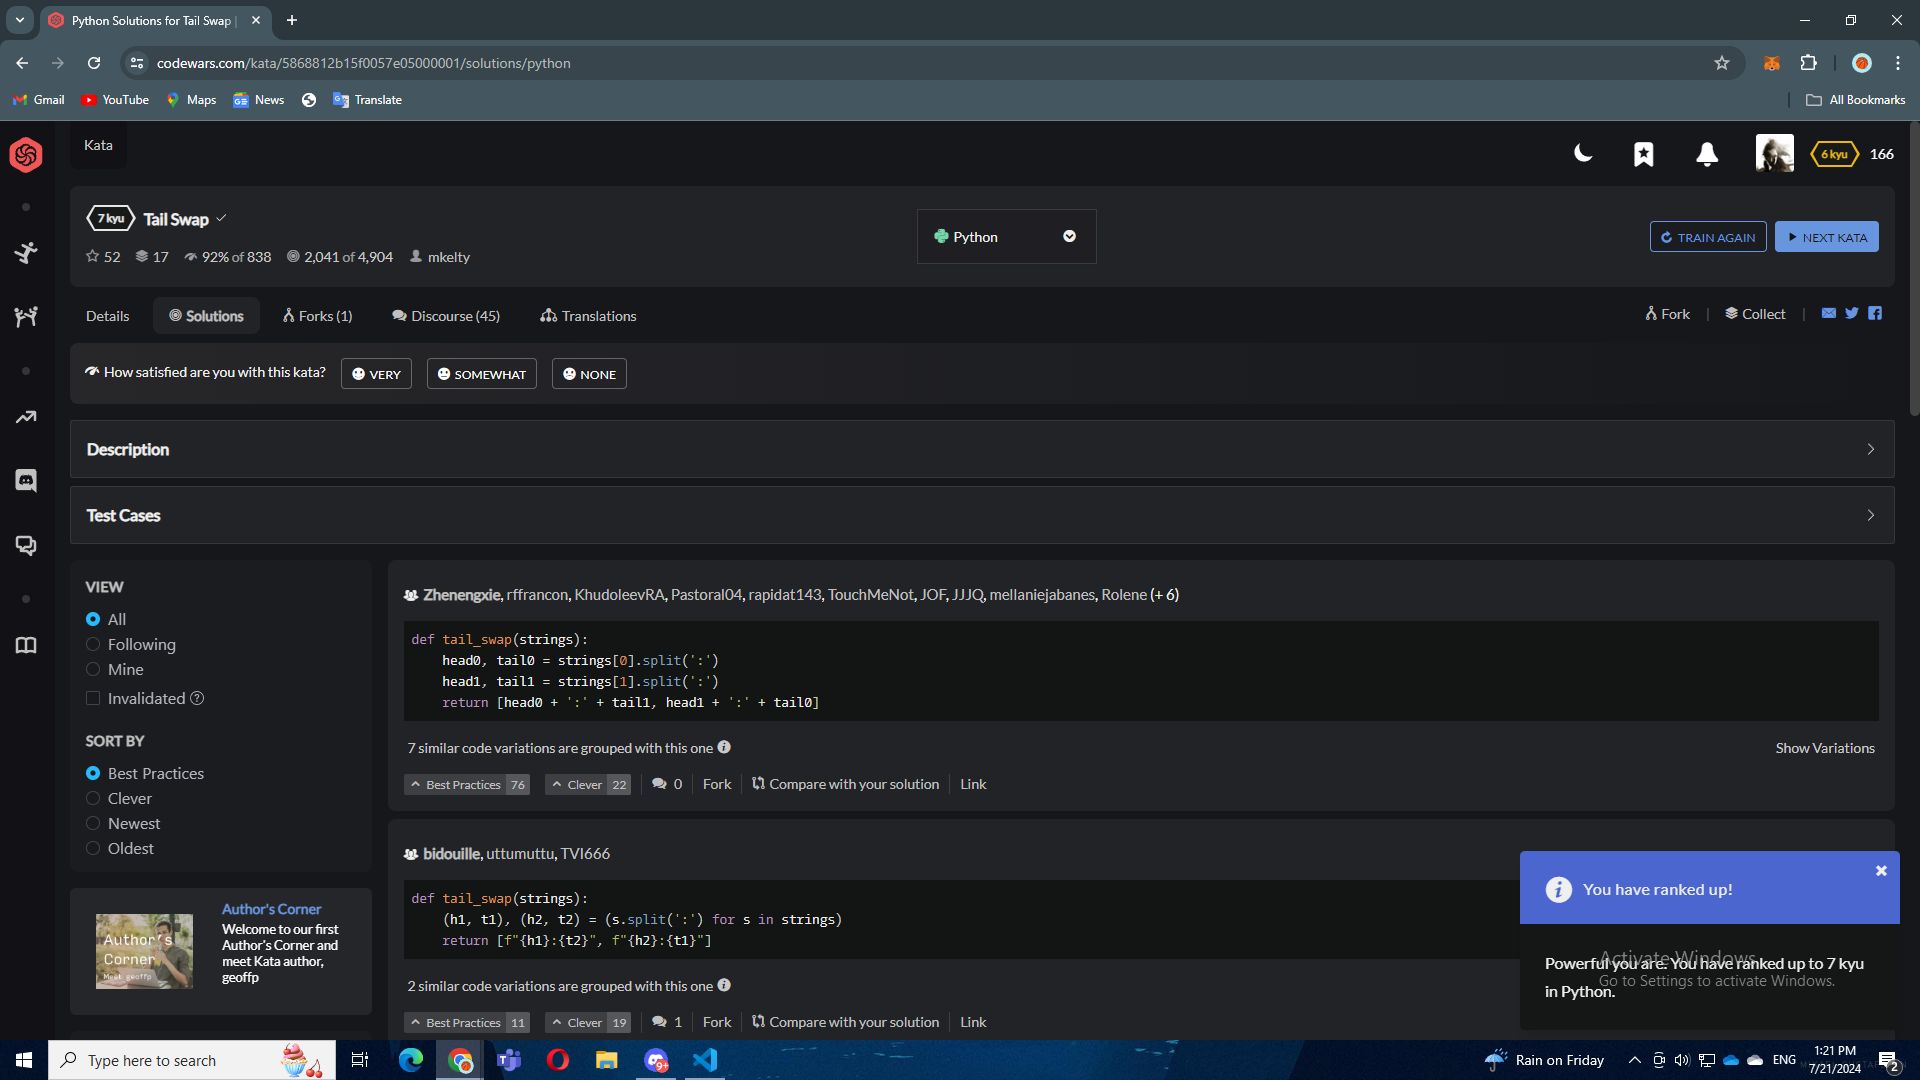 Python Solutions for Tail Swap |
codewars.com/kata/5868812b15f0057e05000001/solutions/python
Gmail YouTube Maps News Translate All Bookmarks
Kata
6 kyu 166
7 kyu Tail Swap
52 17 92% of 838 2,041 of 4,904 mkelty
Python
TRAIN AGAIN NEXT KATA
Details Solutions Forks (1) Discourse (45) Translations
Fork | Collect |
How satisfied are you with this kata? VERY SOMEWHAT NONE
Description
Test Cases
VIEW
All
Following
Mine
Invalidated
SORT BY
Best Practices
Clever
Newest
Oldest
Author's Corner
Meet geoffp
Author's Corner
Welcome to our first
Author's Corner and
meet Kata author,
geoffp
Zhenengxie, rffrancon, KhudoleevRA, Pastoral04, rapidat143, TouchMeNot, JOF, JJJQ, mellaniejabanes, Rolene (+ 6)
def tail_swap(strings):
    head0, tail0 = strings[0].split(':')
    head1, tail1 = strings[1].split(':')
    return [head0 + ':' + tail1, head1 + ':' + tail0]
7 similar code variations are grouped with this one
Show Variations
Best Practices 76 Clever 22 0 Fork Compare with your solution Link
bidouille, uttumuttu, TVI666
def tail_swap(strings):
    (h1, t1), (h2, t2) = (s.split(':') for s in strings)
    return [f"{h1}:{t2}", f"{h2}:{t1}"]
2 similar code variations are grouped with this one
Best Practices 11 Clever 19 1 Fork Compare with your solution Link
You have ranked up!
Powerful you are. You have ranked up to 7 kyu
in Python.
Activate Windows
Go to Settings to activate Windows.
Type here to search
9+
Rain on Friday
ENG
1:21 PM
7/21/2024
2